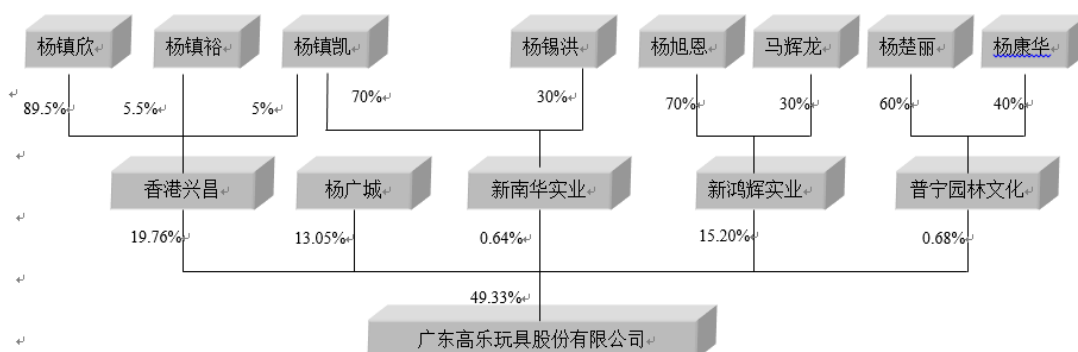 杨镇欣
杨镇裕
杨镇凯
杨锡洪
杨旭恩
马辉龙
杨楚丽
杨康华
89.5%
5.5%
5%
70%
30%
70%
30%
60%
40%
香港兴昌
杨广城
新南华实业
新鸿辉实业
普宁园林文化
19.76%
13.05%
0.64%
15.20%
0.68%
49.33%
广东高乐玩具股份有限公司